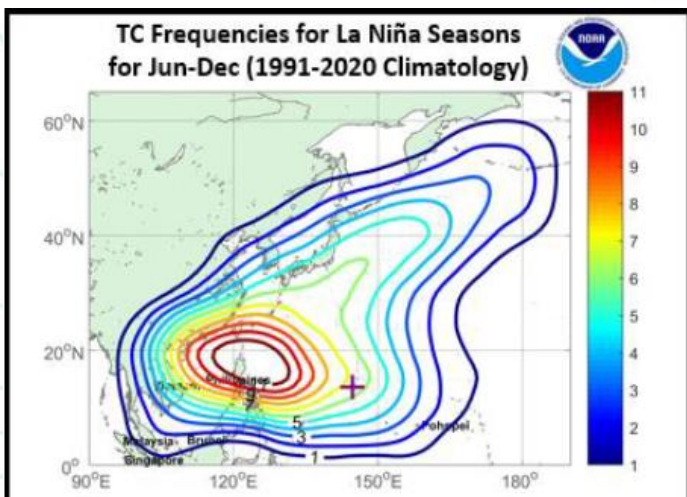 TC Frequencies for La Niña Seasons
for Jun-Dec (1991-2020 Climatology)
NOAA
60°N
40°N
20°N
0°
90°E
120°E
150°E
180°
11
10
9
8
7
6
5
4
3
2
1
Philippines
Pohnpei
Malaysia
Brunei
Singapore
5
3
1